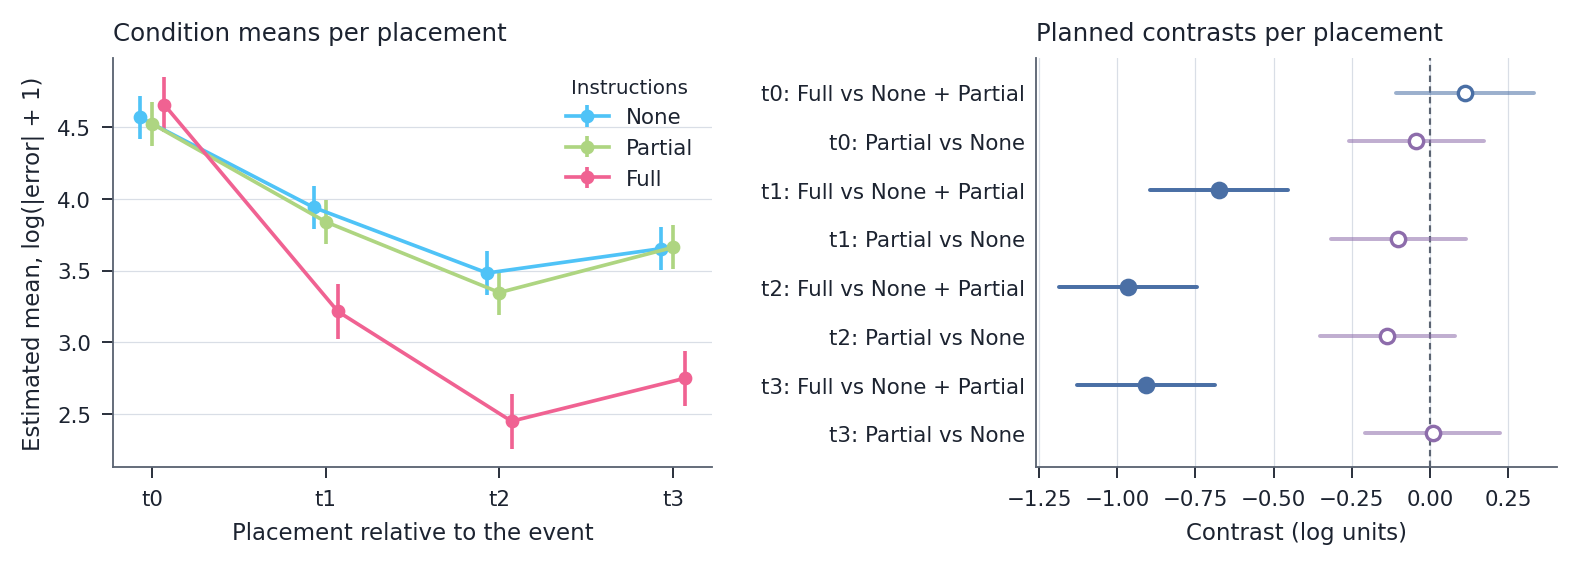 Condition means per placement
Estimated mean, log(|error| + 1)
4.5
4.0
3.5
3.0
2.5
Instructions
None
Partial
Full
t0
t1
t2
t3
Placement relative to the event
Planned contrasts per placement
t0: Full vs None + Partial
t0: Partial vs None
t1: Full vs None + Partial
t1: Partial vs None
t2: Full vs None + Partial
t2: Partial vs None
t3: Full vs None + Partial
t3: Partial vs None
−1.25 −1.00 −0.75 −0.50 −0.25 0.00 0.25
Contrast (log units)